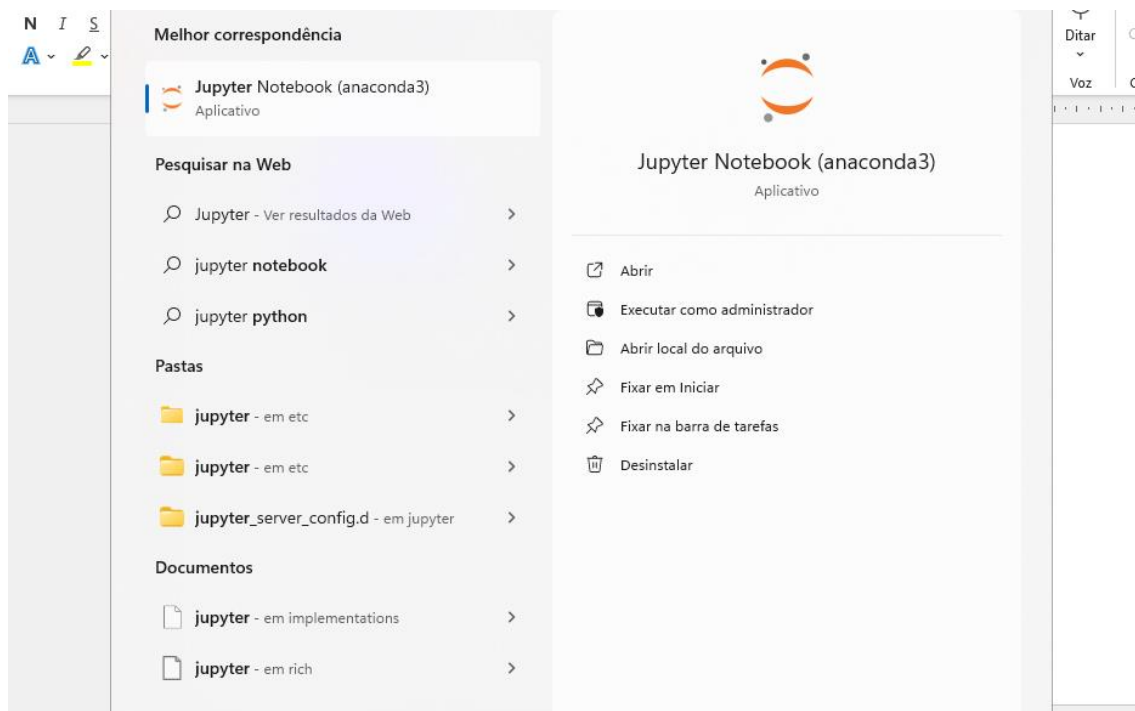 N I S
A
Melhor correspondência
Jupyter Notebook (anaconda3)
Aplicativo
Pesquisar na Web
Jupyter - Ver resultados da Web
jupyter notebook
jupyter python
Pastas
jupyter - em etc
jupyter - em etc
jupyter_server_config.d - em jupyter
Documentos
jupyter - em implementations
jupyter - em rich
Jupyter Notebook (anaconda3)
Aplicativo
Abrir
Executar como administrador
Abrir local do arquivo
Fixar em Iniciar
Fixar na barra de tarefas
Desinstalar
Ditar
Voz